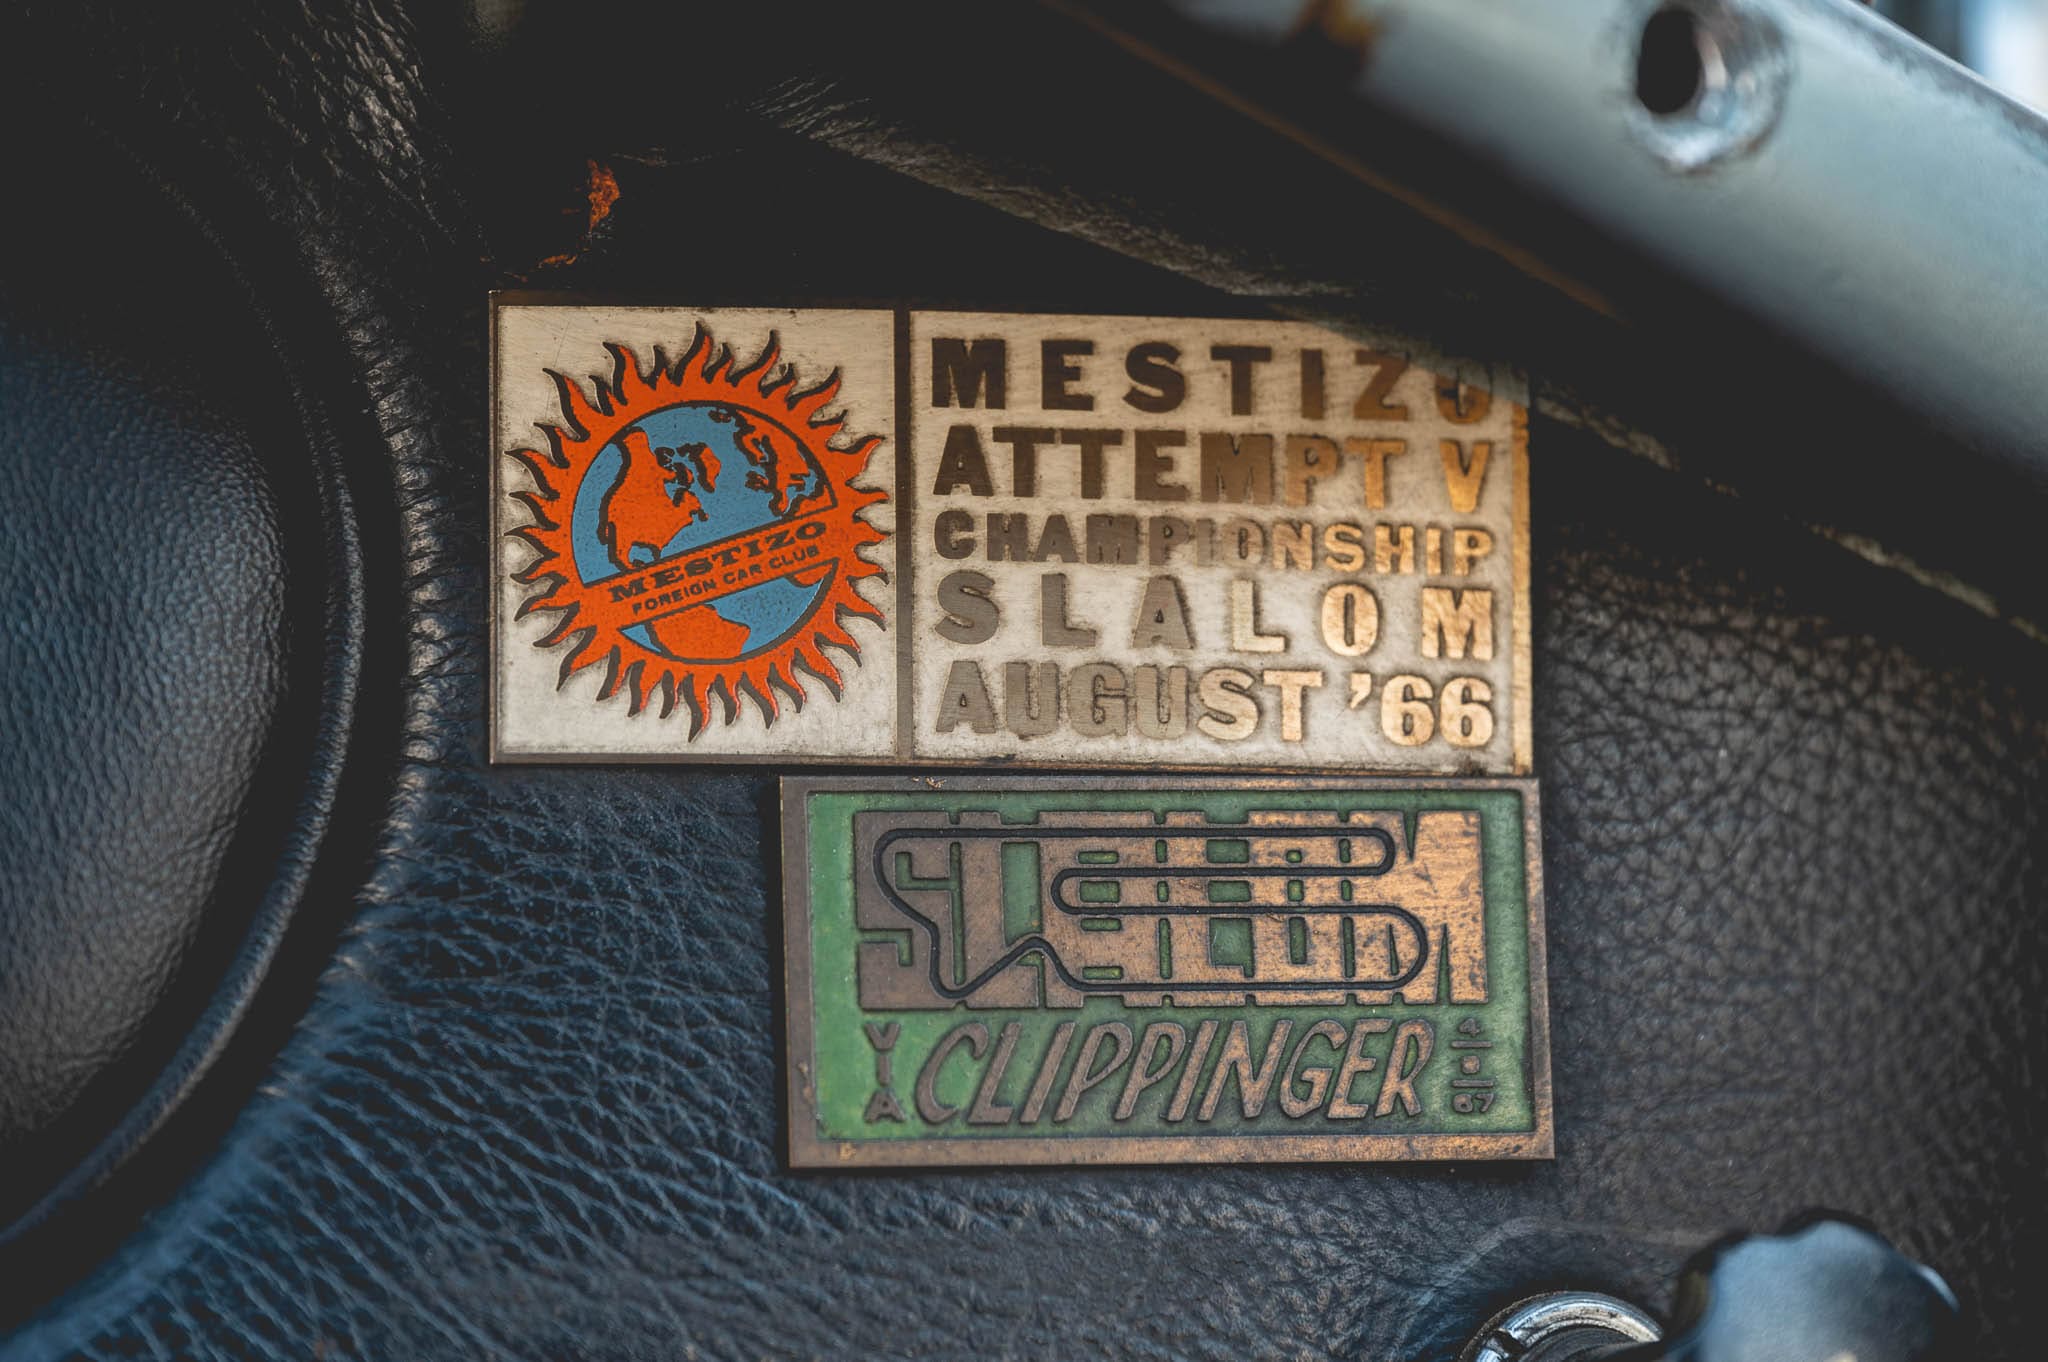 MESTIZO
FOREIGN CAR CLUB
MESTIZO
ATTEMPT V
CHAMPIONSHIP
SLALOM
AUGUST '66
SLALOM
VIA CLIPPINGER